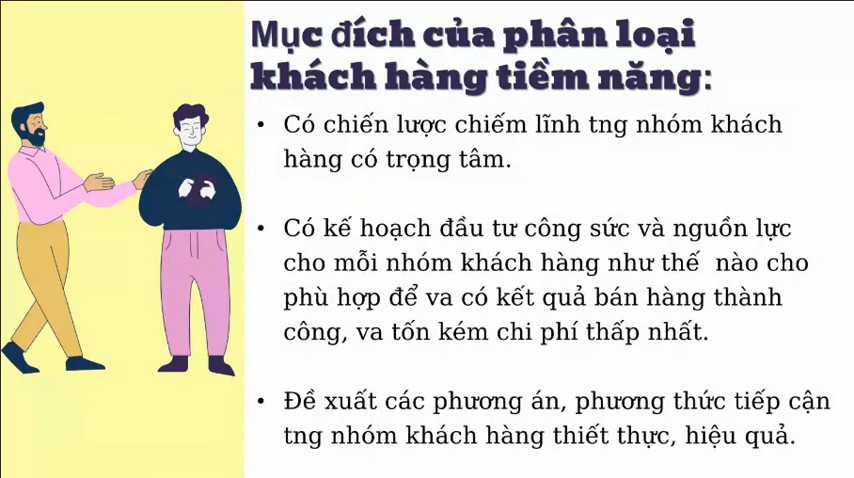 Mục đích của phân loại
khách hàng tiềm năng:
• Có chiến lược chiếm lĩnh tng nhóm khách
hàng có trọng tâm.
• Có kế hoạch đầu tư công sức và nguồn lực
cho mỗi nhóm khách hàng như thế  nào cho
phù hợp để va có kết quả bán hàng thành
công, va tốn kém chi phí thấp nhất.
• Đề xuất các phương án, phương thức tiếp cận
tng nhóm khách hàng thiết thực, hiệu quả.